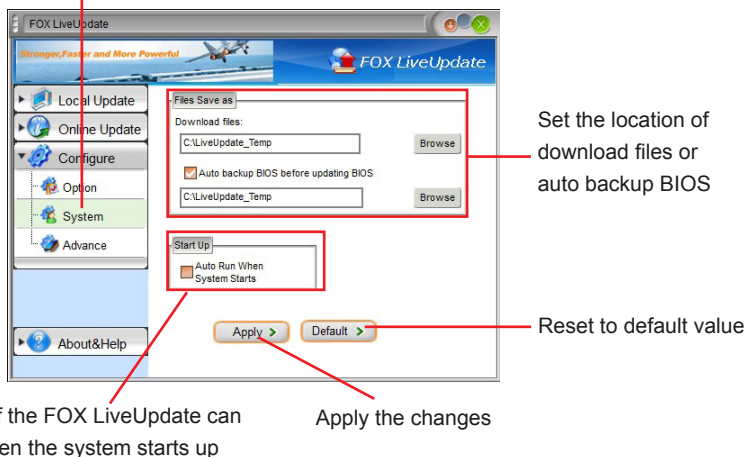 FOX LiveUpdate
Stronger,Faster and More Powerful
FOX LiveUpdate
Local Update
Online Update
Configure
Option
System
Advance
About&Help
Files Save as
Download files:
C:\LiveUpdate_Temp
Browse
Auto backup BIOS before updating BIOS
C:\LiveUpdate_Temp
Browse
Start Up
Auto Run When
System Starts
Apply
Default
Set the location of
download files or
auto backup BIOS
Reset to default value
Apply the changes
the FOX LiveUpdate can
the system starts up